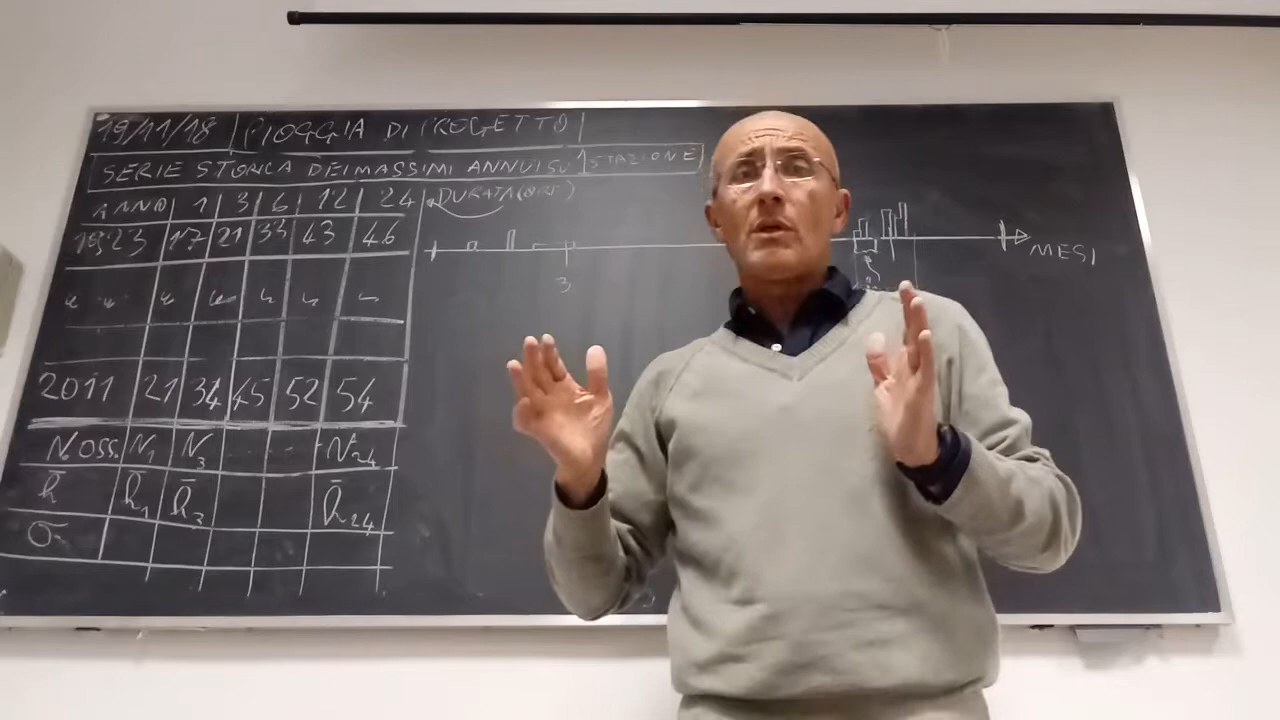 19/11/18 PIOGGIA DI PROGETTO
SERIE STORICA DEI MASSIMI ANNUI SU 1 STAZIONE
ANNO 1 3 6 12 24 DURATA (ORE)
1923 17 21 33 43 46
MESI
3
2011 21 34 45 52 54
N. OSS. N1 N3 - - - N24
h̄ h̄1 h̄3 h̄24
σ